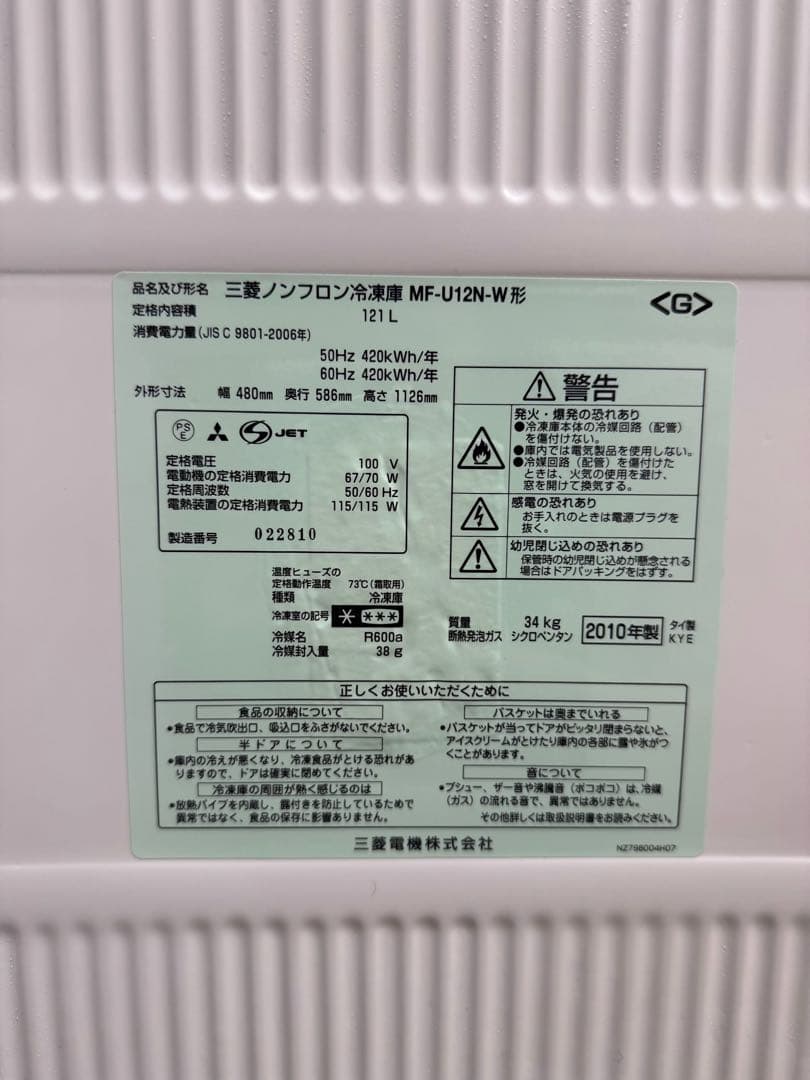 品名及び形名 三菱ノンフロン冷凍庫 MF-U12N-W形
<G>
定格内容積 121L
消費電力量(JIS C 9801-2006年)
50Hz 420kWh/年
60Hz 420kWh/年
外形寸法 幅 480mm 奥行 586mm 高さ 1126mm
PS E JET
定格電圧 100 V
電動機の定格消費電力 67/70 W
定格周波数 50/60 Hz
電熱装置の定格消費電力 115/115 W
製造番号 022810
警告
発火・爆発の恐れあり
●冷凍庫本体の冷媒回路(配管)
を傷付けない。
●庫内では電気製品を使用しない。
●冷媒回路(配管)を傷付けた
ときは、火気の使用を避け、
窓を開けて換気する。
感電の恐れあり
お手入れのときは電源プラグを
抜く。
幼児閉じ込めの恐れあり
保管時の幼児閉じ込めが懸念される
場合はドアパッキングをはずす。
温度ヒューズの
定格動作温度 73℃(霜取用)
種類 冷凍庫
冷凍室の記号
冷媒名 R600a
冷媒封入量 38 g
質量 34 kg
断熱発泡ガス シクロペンタン
2010年製
タイ製
KYE
正しくお使いいただくために
食品の収納について
•食品で冷気吹出口、吸込口をふさがないでください。
半ドアについて
•庫内の冷えが悪くなり、冷凍食品がとける恐れがあ
りますので、ドアは確実に閉めてください。
冷凍庫の周囲が熱く感じるのは
•放熱パイプを内蔵し、露付きを防止しているためで
異常ではなく、食品の保存に影響ありません。
バスケットは奥までいれる
•バスケットが当ってドアがピッタリ閉まらないと、
アイスクリームがとけたり庫内の各部に雪や氷がつ
くことがあります。
音について
•プシュー、ザー音や沸騰音(ボコボコ)は、冷媒
(ガス)の流れる音で、異常ではありません。
その他詳しくは取扱説明書をお読みください。
三菱電機株式会社
NZ798004H07